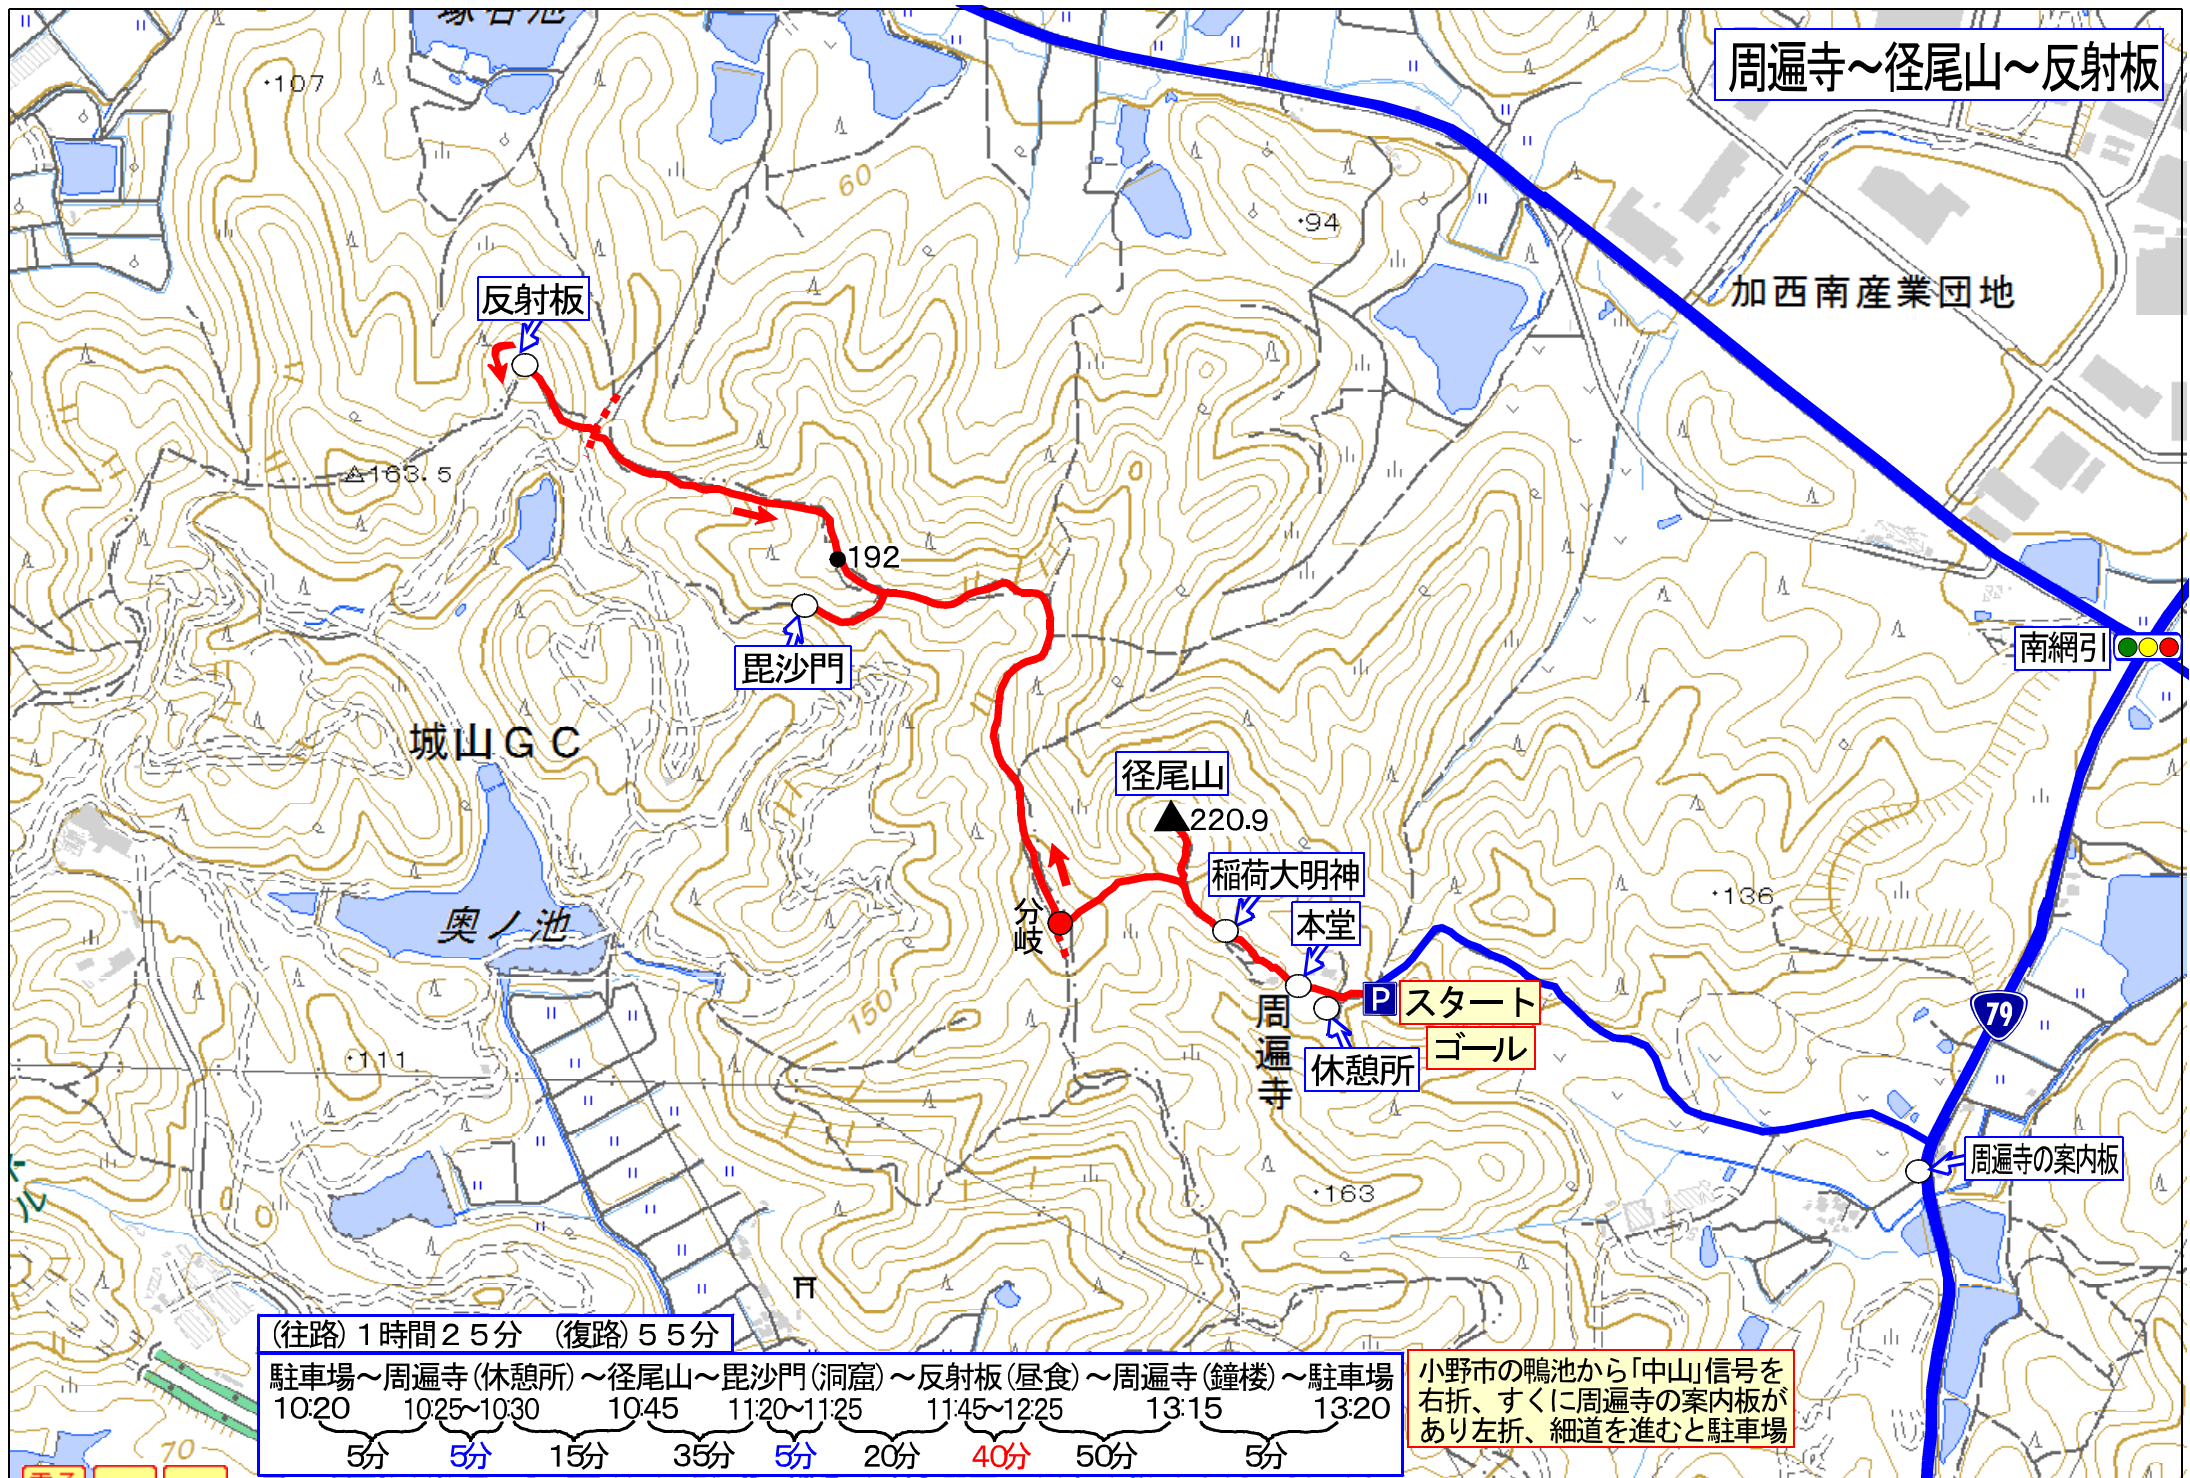 周遍寺～径尾山～反射板
107
60
94
加西南産業団地
反射板
163.5
192
毘沙門
南網引
城山ＧＣ
径尾山
220.9
稲荷大明神
136
本堂
分岐
奥ノ池
150
P
スタート
ゴール
周遍寺
休憩所
79
111
周遍寺の案内板
163
70
(往路)１時間２５分　(復路)５５分
駐車場～周遍寺(休憩所)～径尾山～毘沙門(洞窟)～反射板(昼食)～周遍寺(鐘楼)～駐車場
10:20 10:25～10:30 10:45 11:20～11:25 11:45～12:25 13:15 13:20
5分 5分 15分 35分 5分 20分 40分 50分 5分
小野市の鴨池から「中山」信号を
右折、すぐに周遍寺の案内板が
あり左折、細道を進むと駐車場